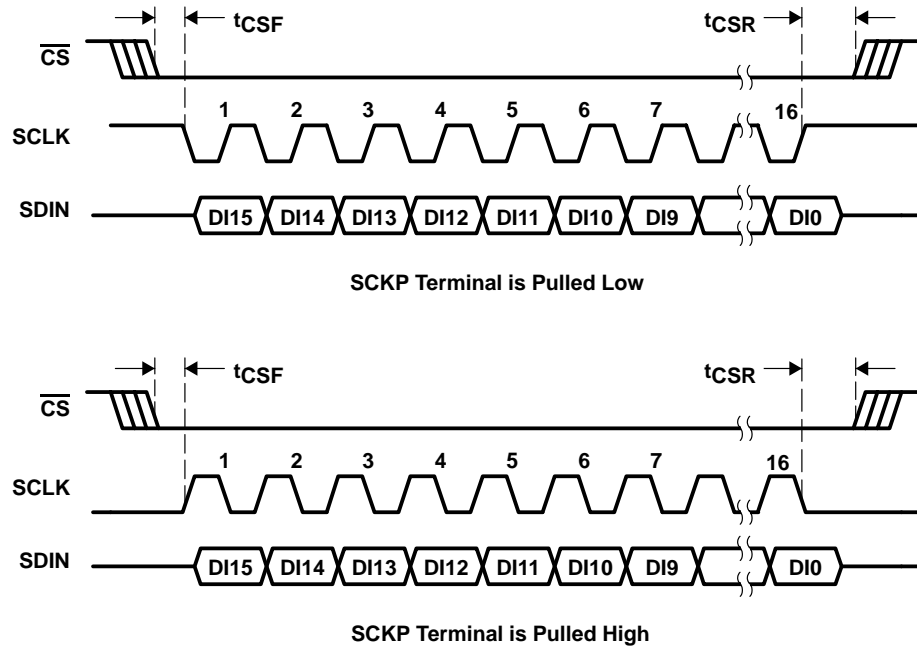 tCSF tCSR
CS
1 2 3 4 5 6 7 16
SCLK
SDIN DI15 DI14 DI13 DI12 DI11 DI10 DI9 DI0
SCKP Terminal is Pulled Low
tCSF tCSR
CS
1 2 3 4 5 6 7 16
SCLK
SDIN DI15 DI14 DI13 DI12 DI11 DI10 DI9 DI0
SCKP Terminal is Pulled High